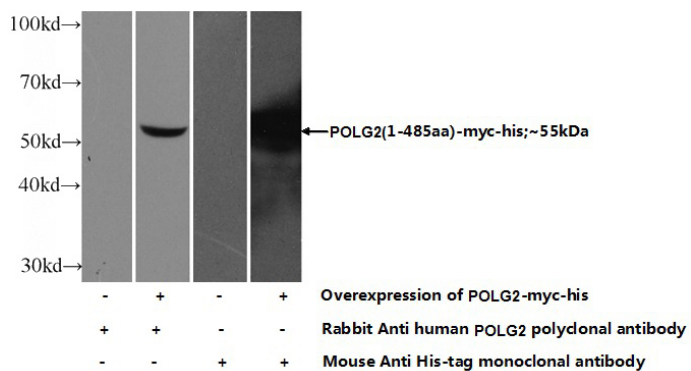 100kd→
70kd→
50kd→
40kd→
30kd→
←POLG2(1-485aa)-myc-his;~55kDa
- + - + Overexpression of POLG2-myc-his
+ + - - Rabbit Anti human POLG2 polyclonal antibody
- - + + Mouse Anti His-tag monoclonal antibody